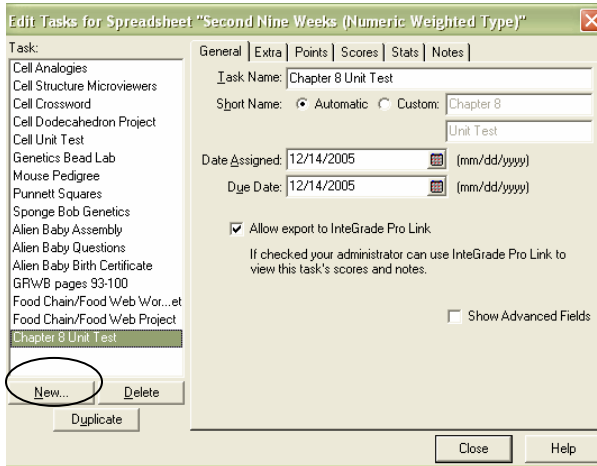 Edit Tasks for Spreadsheet "Second Nine Weeks (Numeric Weighted Type)"
Task:
Cell Analogies
Cell Structure Microviewers
Cell Crossword
Cell Dodecahedron Project
Cell Unit Test
Genetics Bead Lab
Mouse Pedigree
Punnett Squares
Sponge Bob Genetics
Alien Baby Assembly
Alien Baby Questions
Alien Baby Birth Certificate
GRWB pages 93-100
Food Chain/Food Web Wor...et
Food Chain/Food Web Project
Chapter 8 Unit Test
New...
Delete
Duplicate
General Extra Points Scores Stats Notes
Task Name: Chapter 8 Unit Test
Short Name: Automatic Custom: Chapter 8
Unit Test
Date Assigned: 12/14/2005 (mm/dd/yyyy)
Due Date: 12/14/2005 (mm/dd/yyyy)
Allow export to InteGrade Pro Link
If checked your administrator can use InteGrade Pro Link to
view this task's scores and notes.
Show Advanced Fields
Close
Help